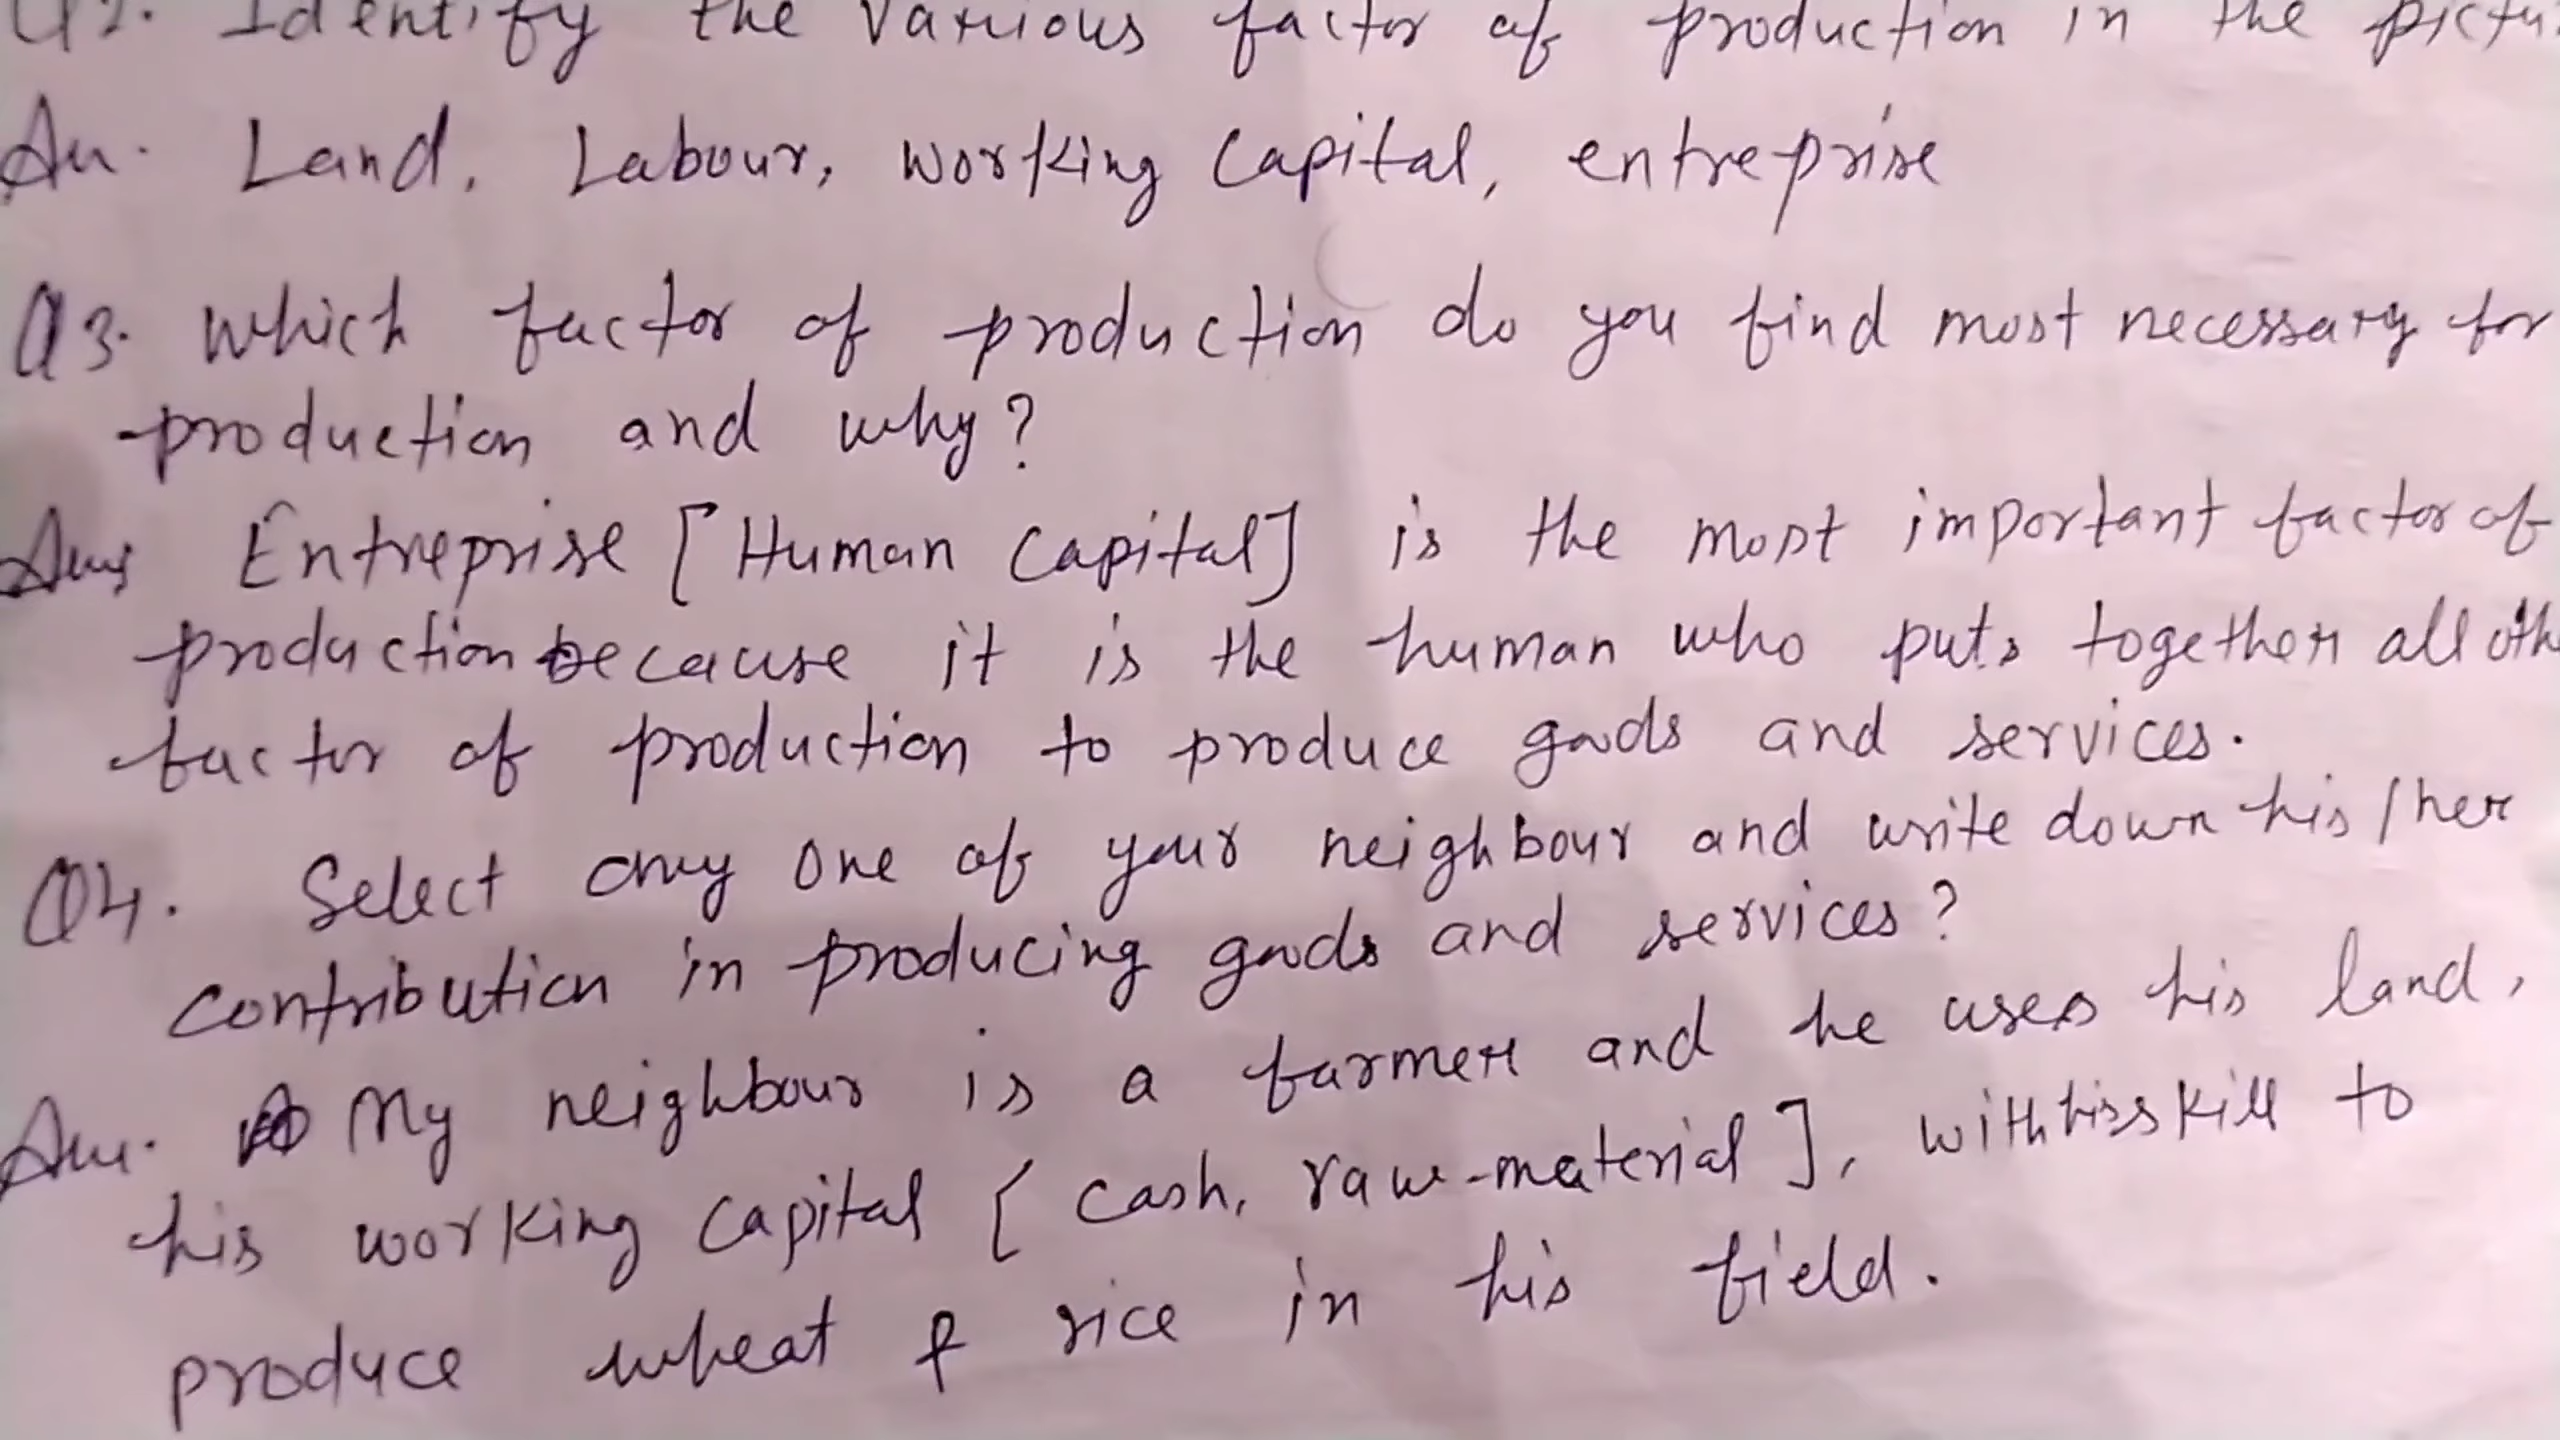 Q2. Identify the various factor of production in the pictu
An. Land, Labour, working Capital, entreprise
Q3. which factor of production do you find most necessary for
production and why?
Ans Entreprise [Human Capital] is the most important factor of
production because it is the human who puts together all oth
factor of production to produce goods and services.
Q4. Select any one of your neighbour and write down his/her
contribution in producing goods and services?
Ans. My neighbour is a farmer and he uses his land,
his working capital [cash, raw-material], with his skill to
produce wheat & rice in his field.